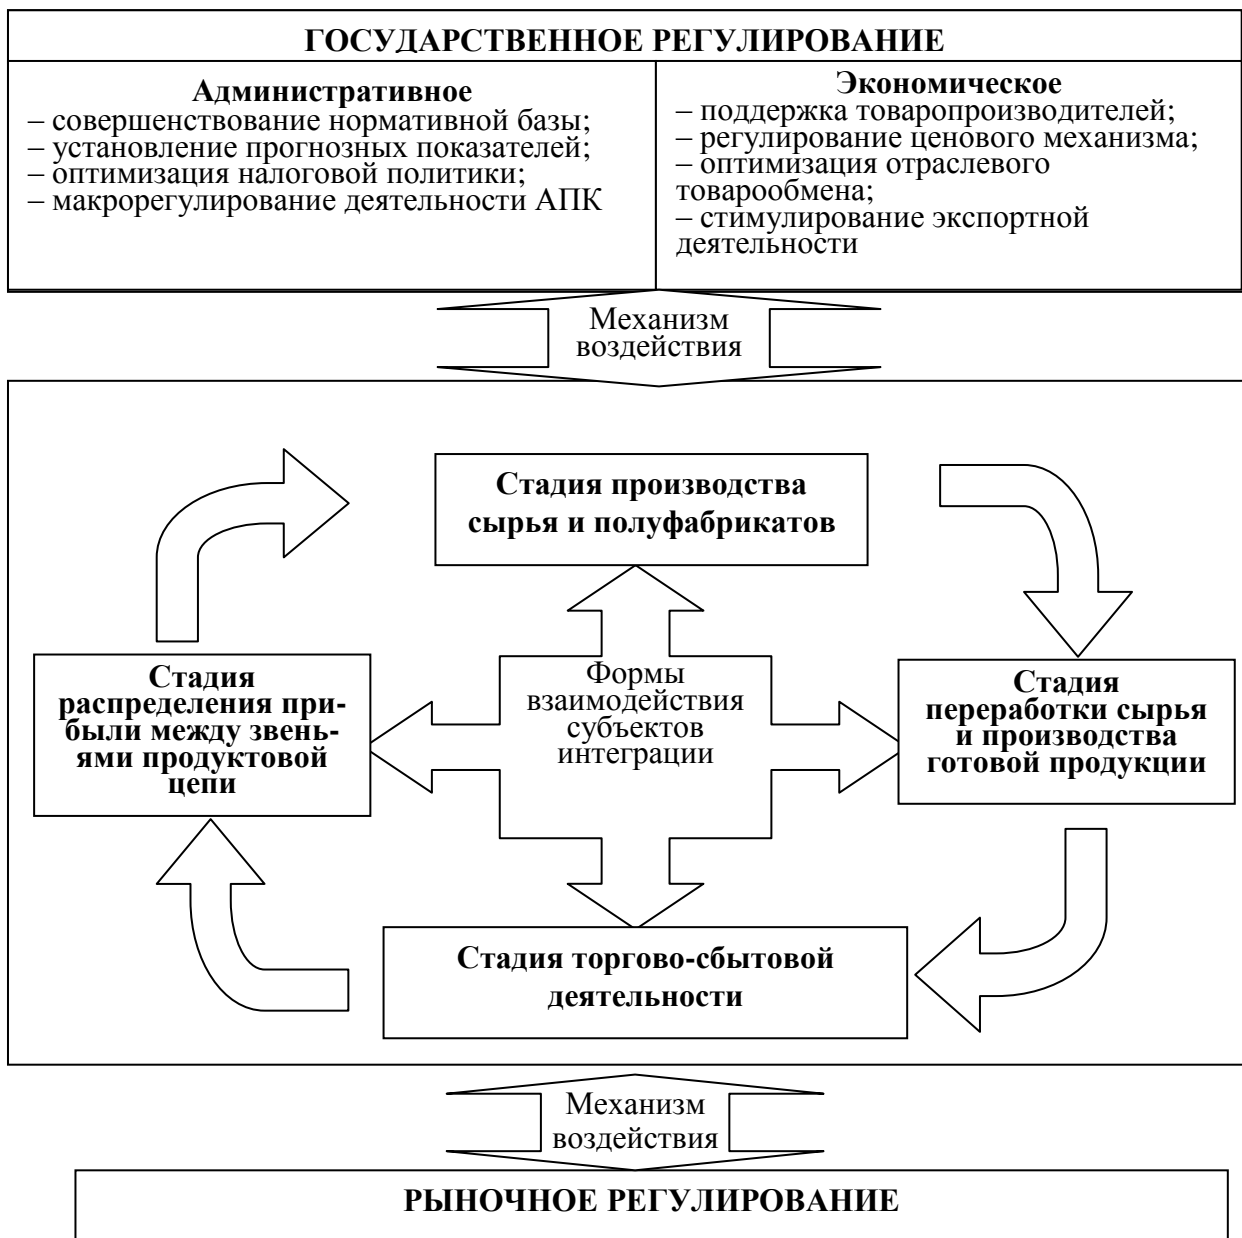 ГОСУДАРСТВЕННОЕ РЕГУЛИРОВАНИЕ
Административное
– совершенствование нормативной базы;
– установление прогнозных показателей;
– оптимизация налоговой политики;
– макрорегулирование деятельности АПК
Экономическое
– поддержка товаропроизводителей;
– регулирование ценового механизма;
– оптимизация отраслевого
товарообмена;
– стимулирование экспортной
деятельности
Механизм
воздействия
Стадия производства
сырья и полуфабрикатов
Стадия
распределения при-
были между звень-
ями продуктовой
цепи
Формы
взаимодействия
субъектов
интеграции
Стадия
переработки сырья
и производства
готовой продукции
Стадия торгово-сбытовой
деятельности
Механизм
воздействия
РЫНОЧНОЕ РЕГУЛИРОВАНИЕ